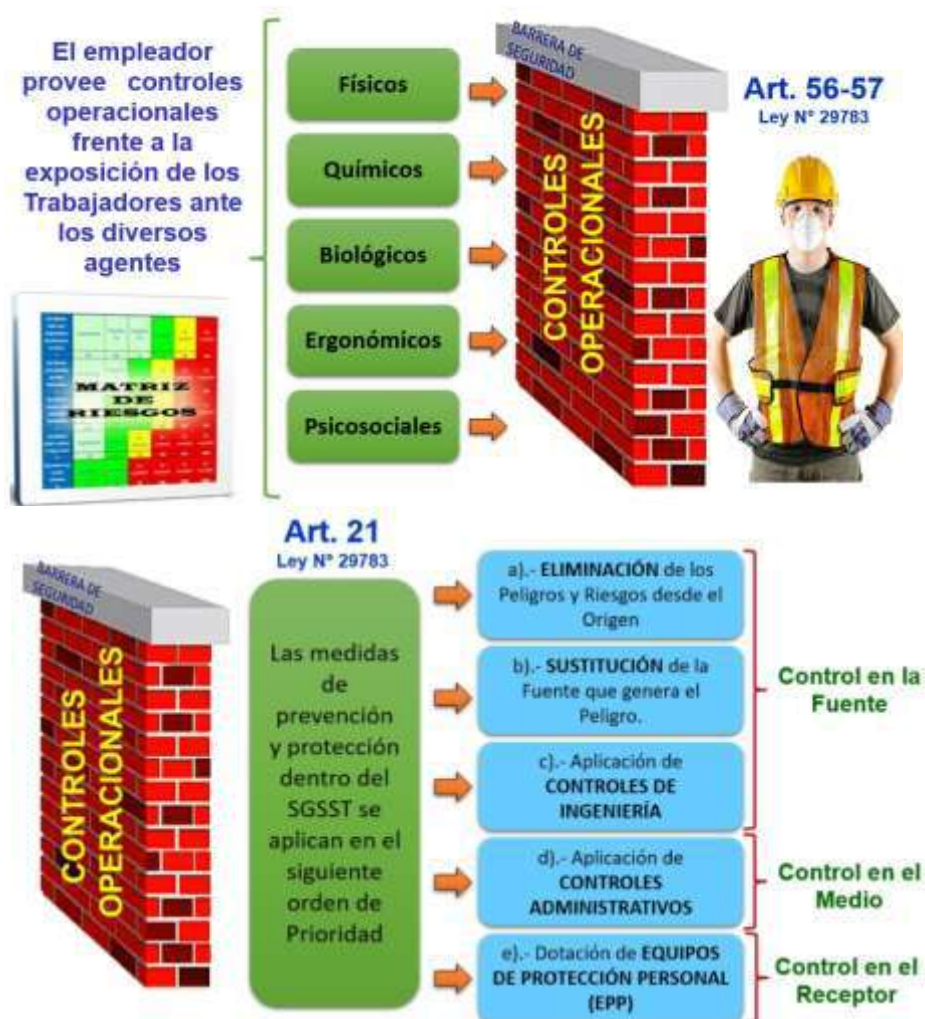 El empleador
provee controles
operacionales
frente a la
exposición de los
Trabajadores ante
los diversos
agentes
MATRIZ
DE
RIESGOS
Físicos
Químicos
Biológicos
Ergonómicos
Psicosociales
BARRERA DE
SEGURIDAD
CONTROLES
OPERACIONALES
Art. 56-57
Ley N° 29783
BARRERA DE
SEGURIDAD
CONTROLES
OPERACIONALES
Art. 21
Ley N° 29783
Las medidas
de
prevención
y protección
dentro del
SGSST se
aplican en el
siguiente
orden de
Prioridad
a).- ELIMINACIÓN de los
Peligros y Riesgos desde el
Origen
b).- SUSTITUCIÓN de la
Fuente que genera el
Peligro.
c).- Aplicación de
CONTROLES DE
INGENIERÍA
d).- Aplicación de
CONTROLES
ADMINISTRATIVOS
e).- Dotación de EQUIPOS
DE PROTECCIÓN PERSONAL
(EPP)
Control en la
Fuente
Control en el
Medio
Control en el
Receptor